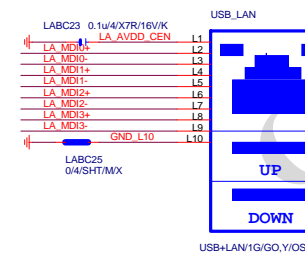 USB_LAN
LABC23 0.1u/4/X7R/16V/K
LA_AVDD_CEN L1
LA_MDI0+ L2
LA_MDI0- L3
LA_MDI1+ L4
LA_MDI1- L5
LA_MDI2+ L6
LA_MDI2- L7
LA_MDI3+ L8
LA_MDI3- L9
GND_L10 L10
LABC25
0/4/SHT/M/X
UP
DOWN
USB+LAN/1G/GO,Y/OS